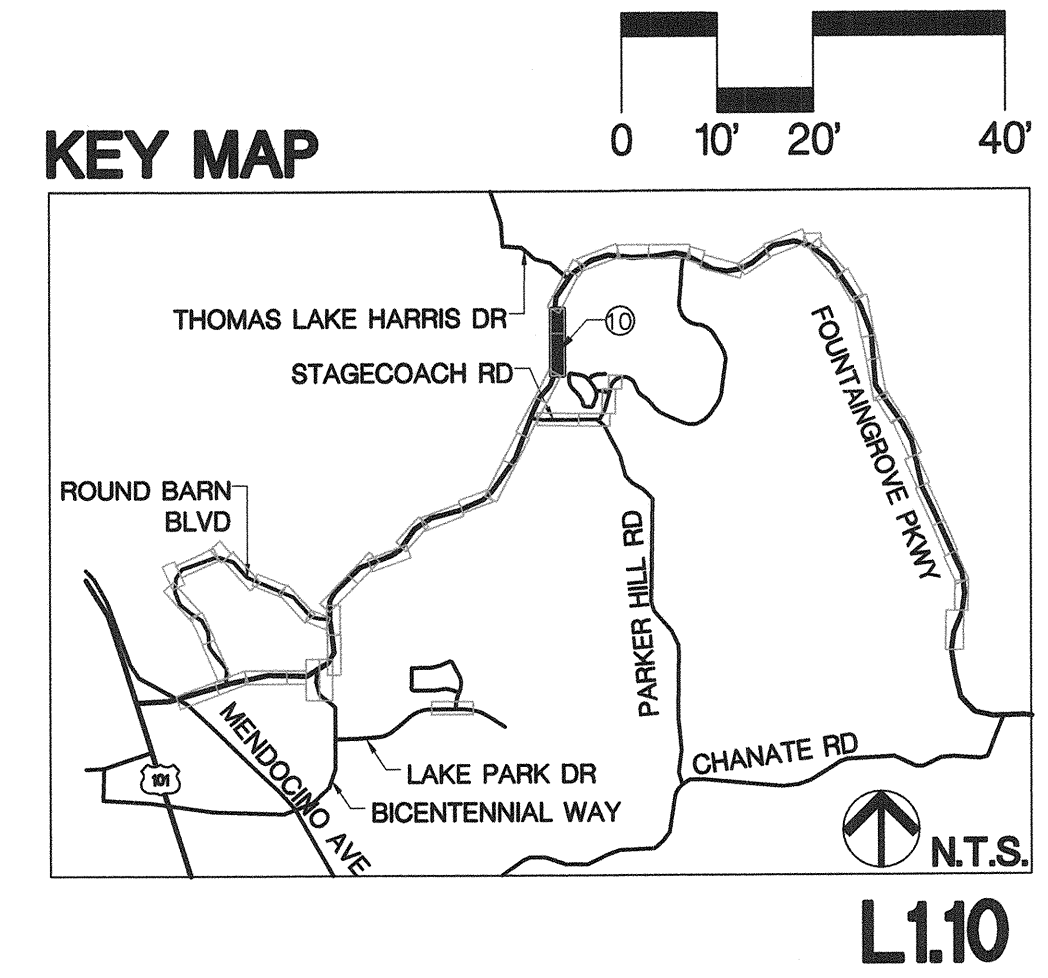 0 10' 20' 40'
KEY MAP
THOMAS LAKE HARRIS DR
10
STAGECOACH RD
FOUNTAINGROVE PKWY
ROUND BARN
BLVD
PARKER HILL RD
MENDOCINO AVE
CHANATE RD
101
LAKE PARK DR
BICENTENNIAL WAY
N.T.S.
L1.10